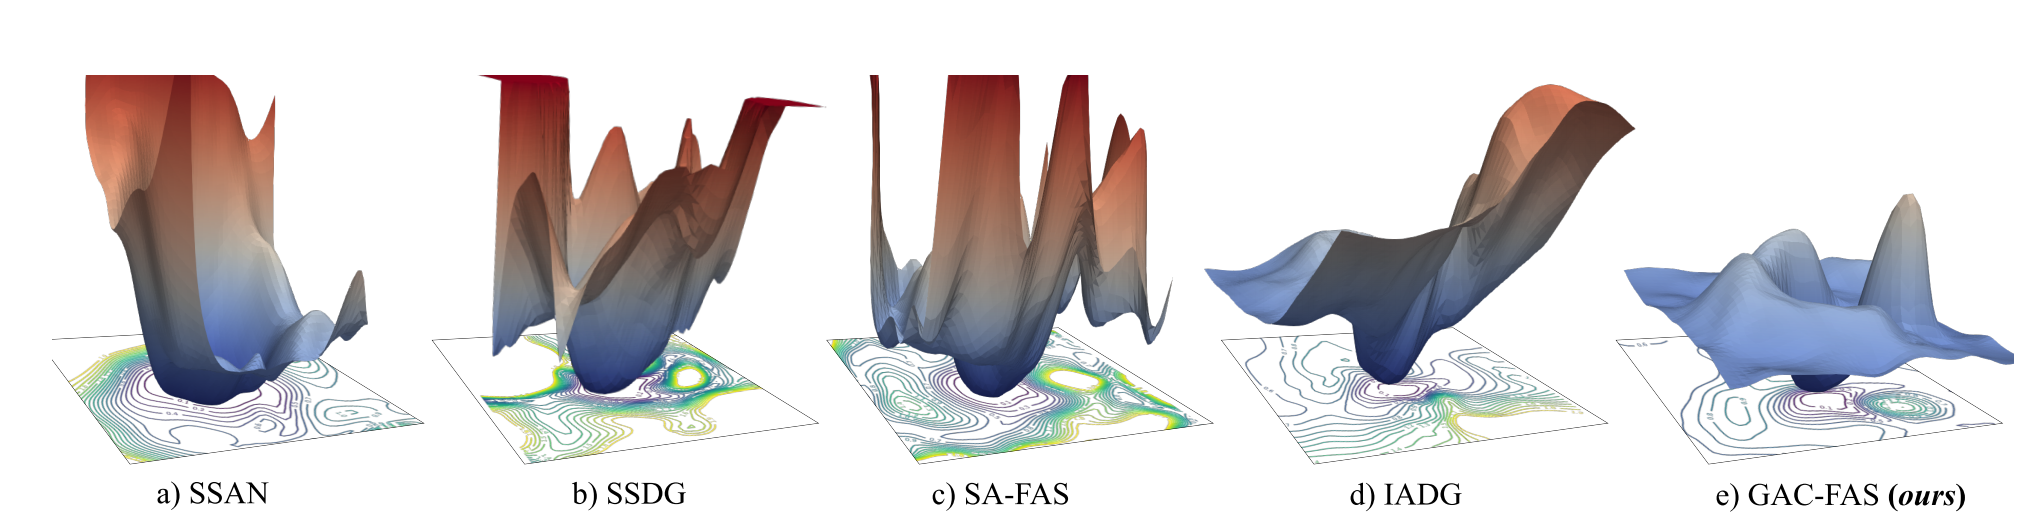 a) SSAN
b) SSDG
c) SA-FAS
d) IADG
e) GAC-FAS (ours)